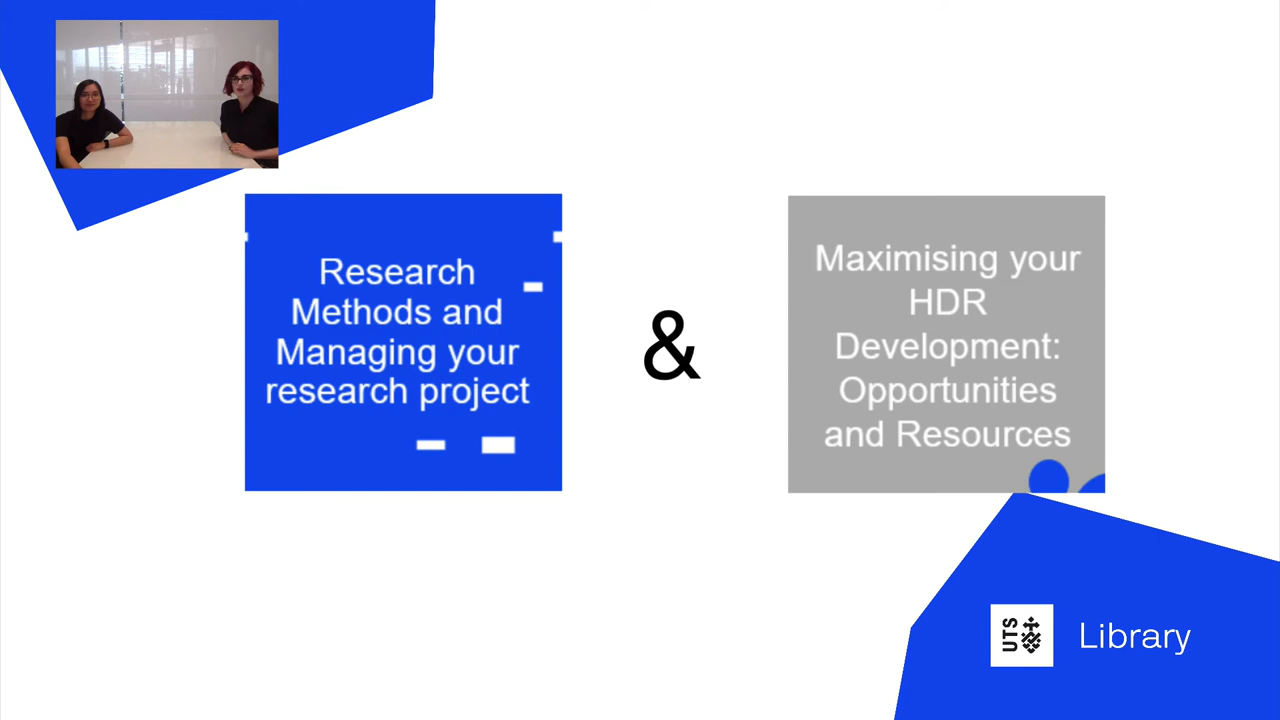 Research
Methods and
Managing your
research project
&
Maximising your
HDR
Development:
Opportunities
and Resources
UTS
Library